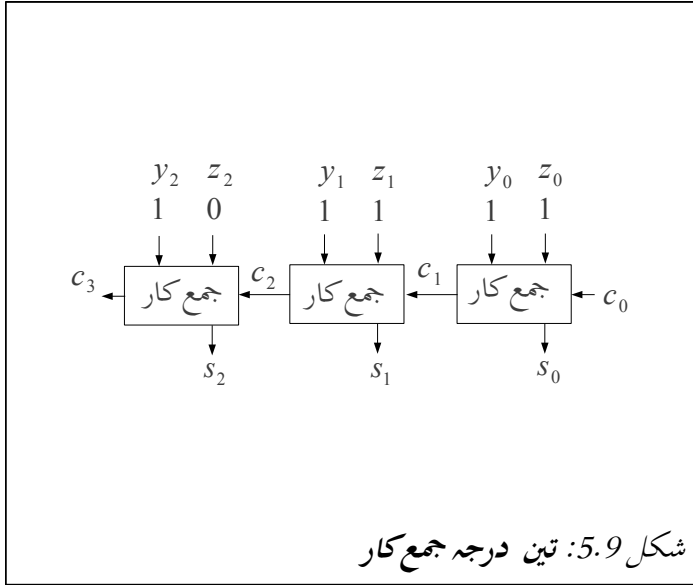 y₂ z₂ y₁ z₁ y₀ z₀
1 0 1 1 1 1
c₃ جمع کار c₂ جمع کار c₁ جمع کار c₀
s₂ s₁ s₀
شکل 5.9: تین درجہ جمع کار